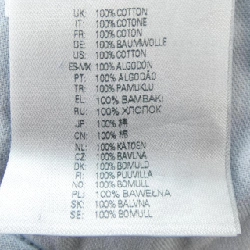 UK: 100% COTTON
IT: 100% COTONE
FR: 100% COTON
DE: 100% BAUMWOLLE
US: 100% COTTON
ES-MX: 100% ALGODÓN
PT: 100% ALGODÃO
TR: 100% PAMUKLU
EL: 100% BAMBAKI
RU: 100% ХЛОПОК
JP: 100% 綿
CN: 100% 棉
NL: 100% KATOEN
CZ: 100% BAVLNA
DK: 100% BOMULD
FI: 100% PUUVILLA
NO: 100% BOMULL
PL: 100% BAWEŁNA
SK: 100% BAVLNA
SE: 100% BOMULL